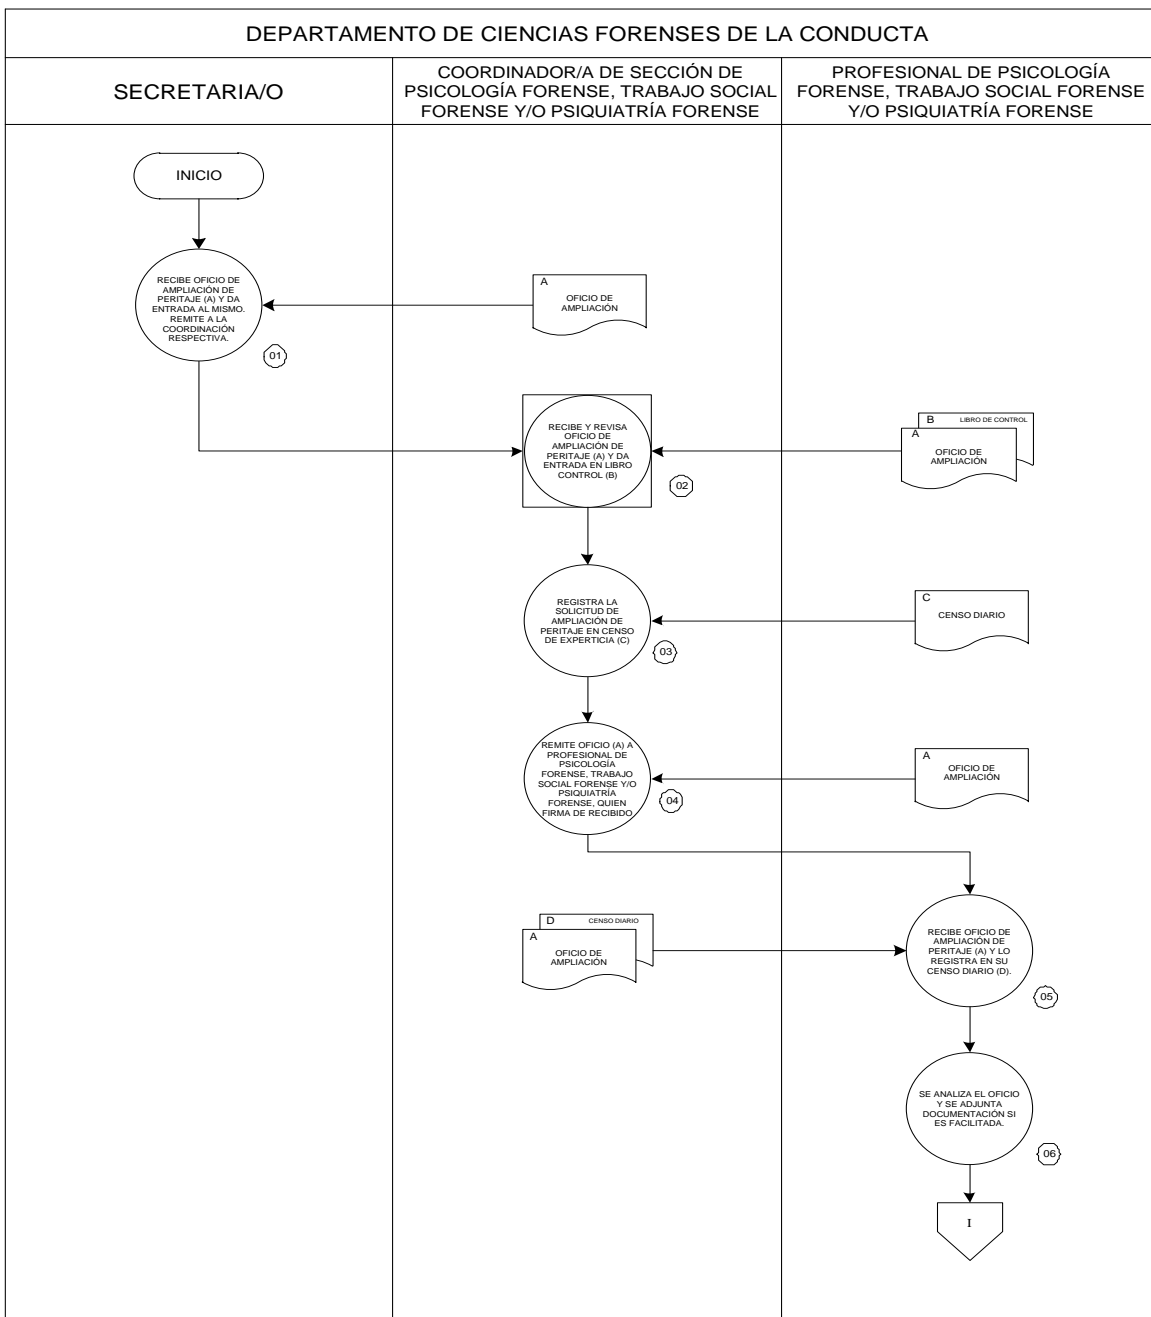 DEPARTAMENTO DE CIENCIAS FORENSES DE LA CONDUCTA
SECRETARIA/O
COORDINADOR/A DE SECCIÓN DE
PSICOLOGÍA FORENSE, TRABAJO SOCIAL
FORENSE Y/O PSIQUIATRÍA FORENSE
PROFESIONAL DE PSICOLOGÍA
FORENSE, TRABAJO SOCIAL FORENSE
Y/O PSIQUIATRÍA FORENSE
INICIO
RECIBE OFICIO DE
AMPLIACIÓN DE
PERITAJE (A) Y DA
ENTRADA AL MISMO.
REMITE A LA
COORDINACIÓN
RESPECTIVA.
01
A
OFICIO DE
AMPLIACIÓN
RECIBE Y REVISA
OFICIO DE
AMPLIACIÓN DE
PERITAJE (A) Y DA
ENTRADA EN LIBRO
CONTROL (B)
02
B LIBRO DE CONTROL
A
OFICIO DE
AMPLIACIÓN
REGISTRA LA
SOLICITUD DE
AMPLIACIÓN DE
PERITAJE EN CENSO
DE EXPERTICIA (C)
03
C
CENSO DIARIO
REMITE OFICIO (A) A
PROFESIONAL DE
PSICOLOGÍA
FORENSE, TRABAJO
SOCIAL FORENSE Y/O
PSIQUIATRÍA
FORENSE, QUIEN
FIRMA DE RECIBIDO
04
A
OFICIO DE
AMPLIACIÓN
D CENSO DIARIO
A
OFICIO DE
AMPLIACIÓN
RECIBE OFICIO DE
AMPLIACIÓN DE
PERITAJE (A) Y LO
REGISTRA EN SU
CENSO DIARIO (D).
05
SE ANALIZA EL OFICIO
Y SE ADJUNTA
DOCUMENTACIÓN SI
ES FACILITADA.
06
I